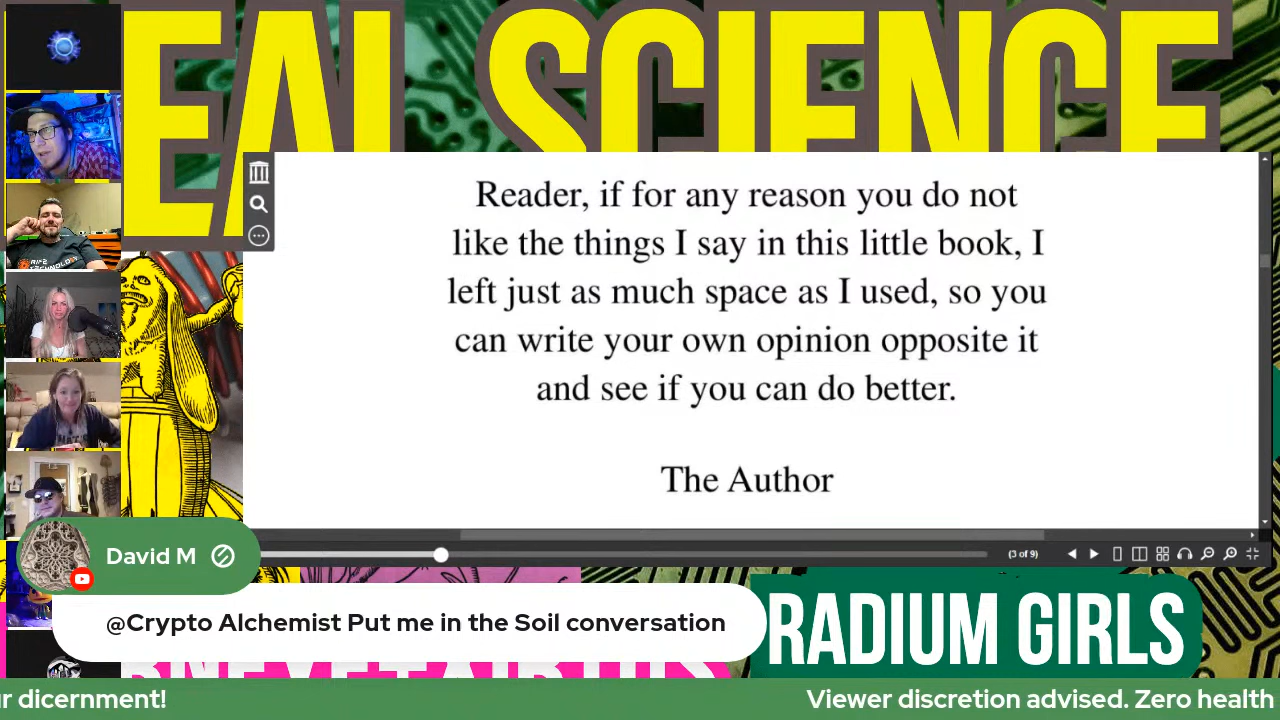 EAL SCIENCE
Reader, if for any reason you do not
like the things I say in this little book, I
left just as much space as I used, so you
can write your own opinion opposite it
and see if you can do better.
The Author
RIFE
TECHNOLOGY
(3 of 9)
David M
@Crypto Alchemist Put me in the Soil conversation
RADIUM GIRLS
ur dicernment!
Viewer discretion advised. Zero health